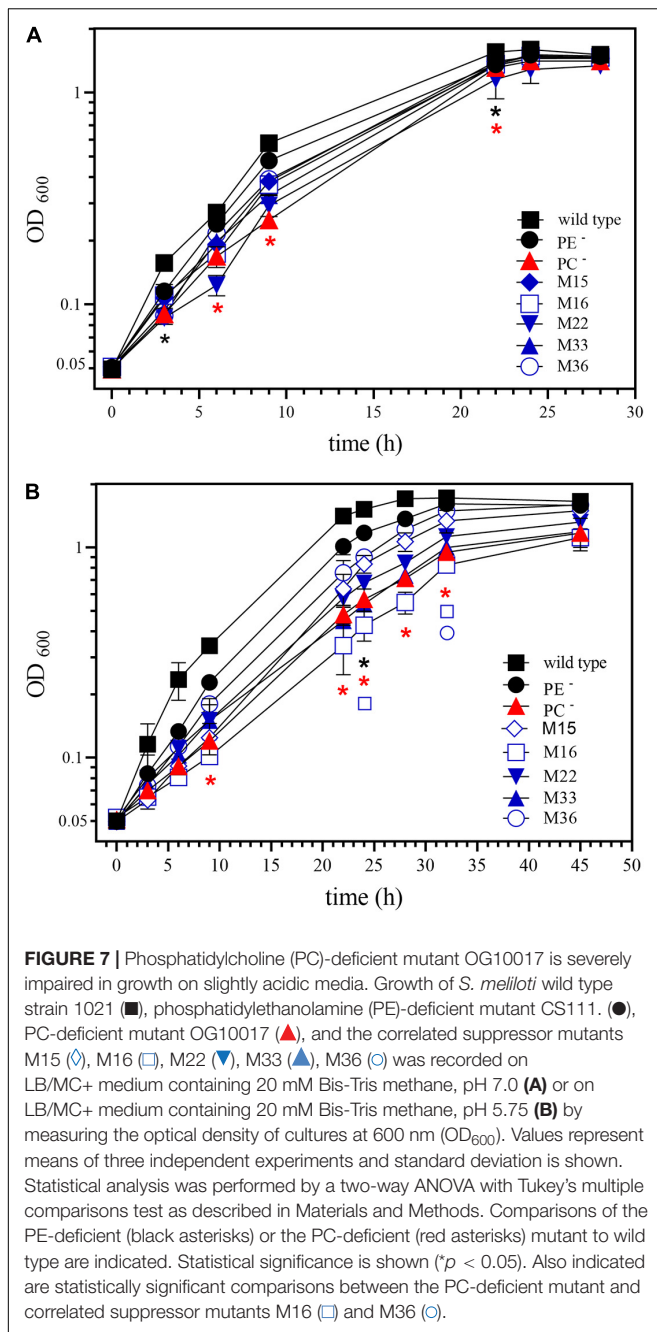 A
OD 600
1
0.1
0.05
*
*
*
*
*
wild type
PE -
PC -
M15
M16
M22
M33
M36
0 5 10 15 20 25 30
time (h)
B
OD 600
1
0.1
0.05
*
*
*
*
*
*
wild type
PE -
PC -
M15
M16
M22
M33
M36
0 5 10 15 20 25 30 35 40 45 50
time (h)
FIGURE 7 | Phosphatidylcholine (PC)-deficient mutant OG10017 is severely
impaired in growth on slightly acidic media. Growth of S. meliloti wild type
strain 1021 (■), phosphatidylethanolamine (PE)-deficient mutant CS111. (●),
PC-deficient mutant OG10017 (▲), and the correlated suppressor mutants
M15 (◊), M16 (□), M22 (▼), M33 (▲), M36 (○) was recorded on
LB/MC+ medium containing 20 mM Bis-Tris methane, pH 7.0 (A) or on
LB/MC+ medium containing 20 mM Bis-Tris methane, pH 5.75 (B) by
measuring the optical density of cultures at 600 nm (OD600). Values represent
means of three independent experiments and standard deviation is shown.
Statistical analysis was performed by a two-way ANOVA with Tukey's multiple
comparisons test as described in Materials and Methods. Comparisons of the
PE-deficient (black asterisks) or the PC-deficient (red asterisks) mutant to wild
type are indicated. Statistical significance is shown (*p < 0.05). Also indicated
are statistically significant comparisons between the PC-deficient mutant and
correlated suppressor mutants M16 (□) and M36 (○).